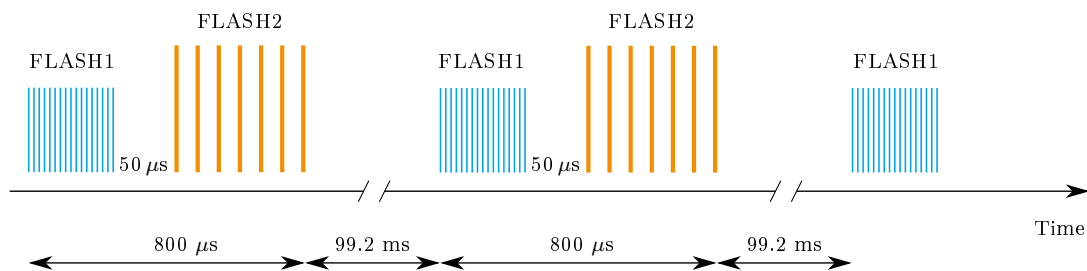 FLASH2 FLASH2
FLASH1 FLASH1 FLASH1
50 μs 50 μs
Time
800 μs 99.2 ms 800 μs 99.2 ms